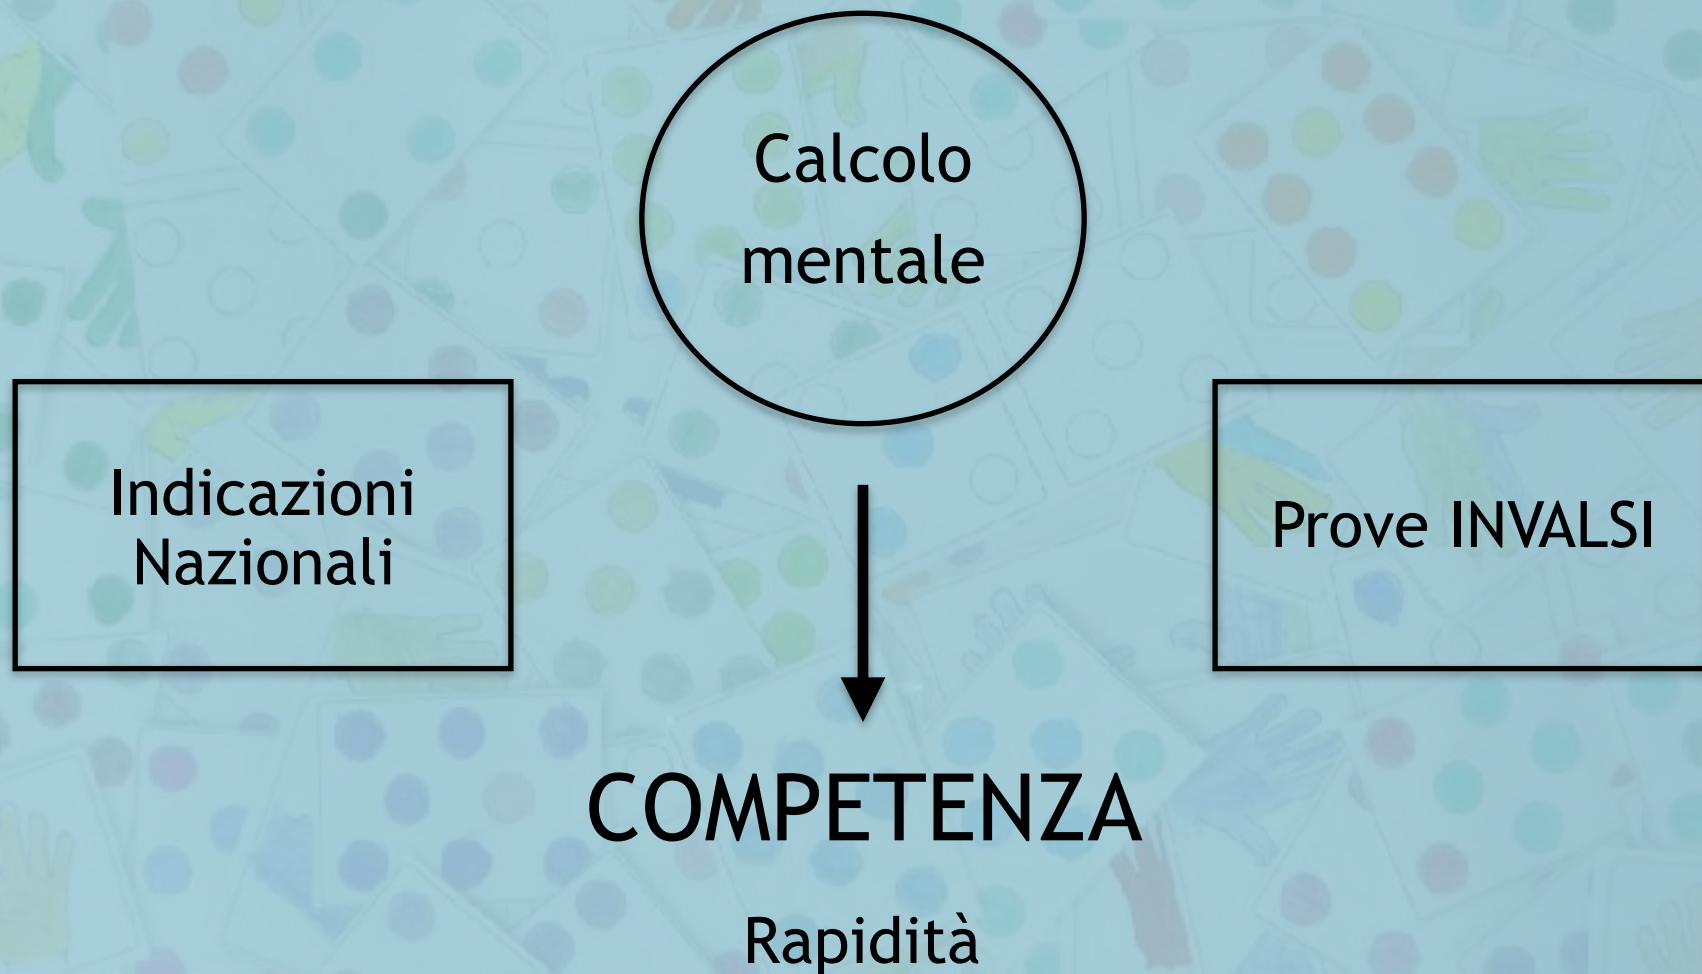 Calcolo
mentale
Indicazioni
Nazionali
Prove INVALSI
COMPETENZA
Rapidità